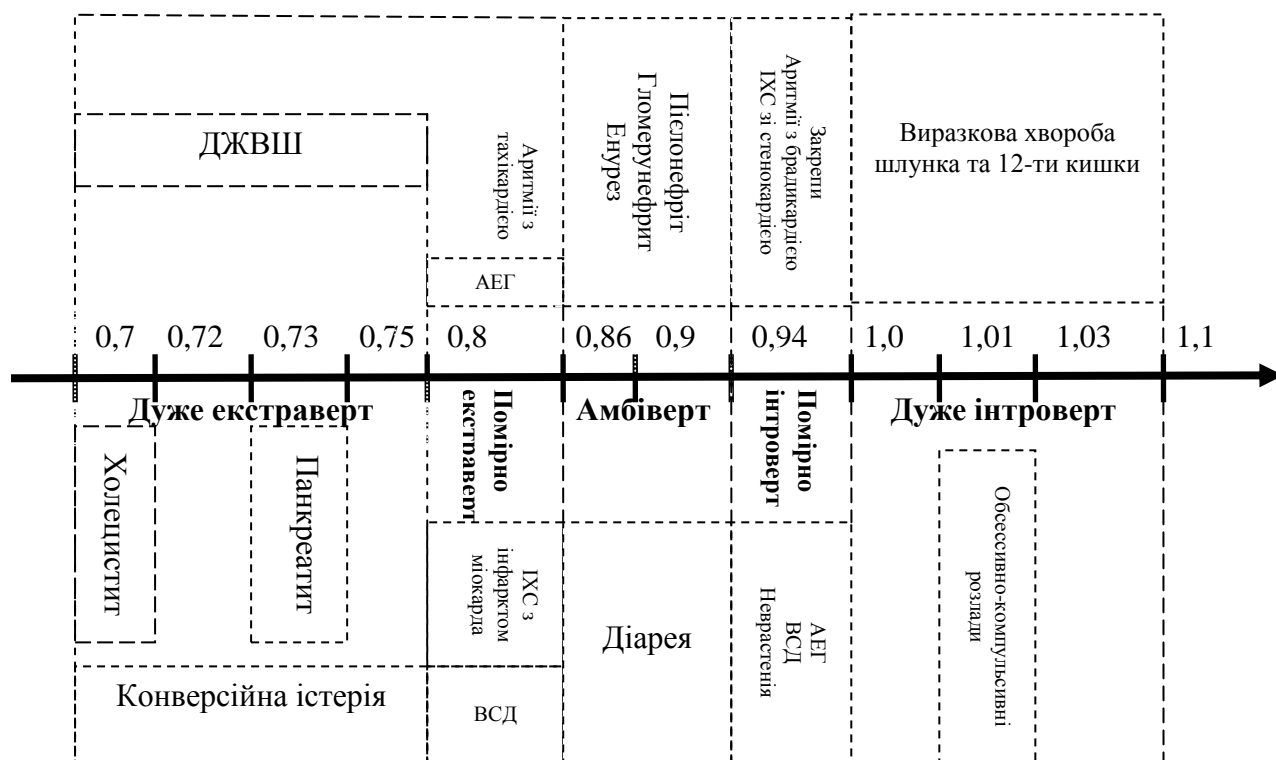 ДЖВШ
Аритмії з
тахікардією
АЕГ
Пієлонефріт
Гломерунефрит
Енурез
Закрепи
Аритмії з брадикардією
ІХС зі стенокардією
Виразкова хвороба
шлунка та 12-ти кишки
0,7 0,72 0,73 0,75 0,8 0,86 0,9 0,94 1,0 1,01 1,03 1,1
Дуже екстраверт
Помірно
екстраверт
Амбіверт
Помірно
інтроверт
Дуже інтроверт
Холецистит
Панкреатит
ІХС з
інфарктом
міокарда
Діарея
АЕГ
ВСД
Неврастенія
Обсессивно-компульсивні
розлади
Конверсійна істерія
ВСД